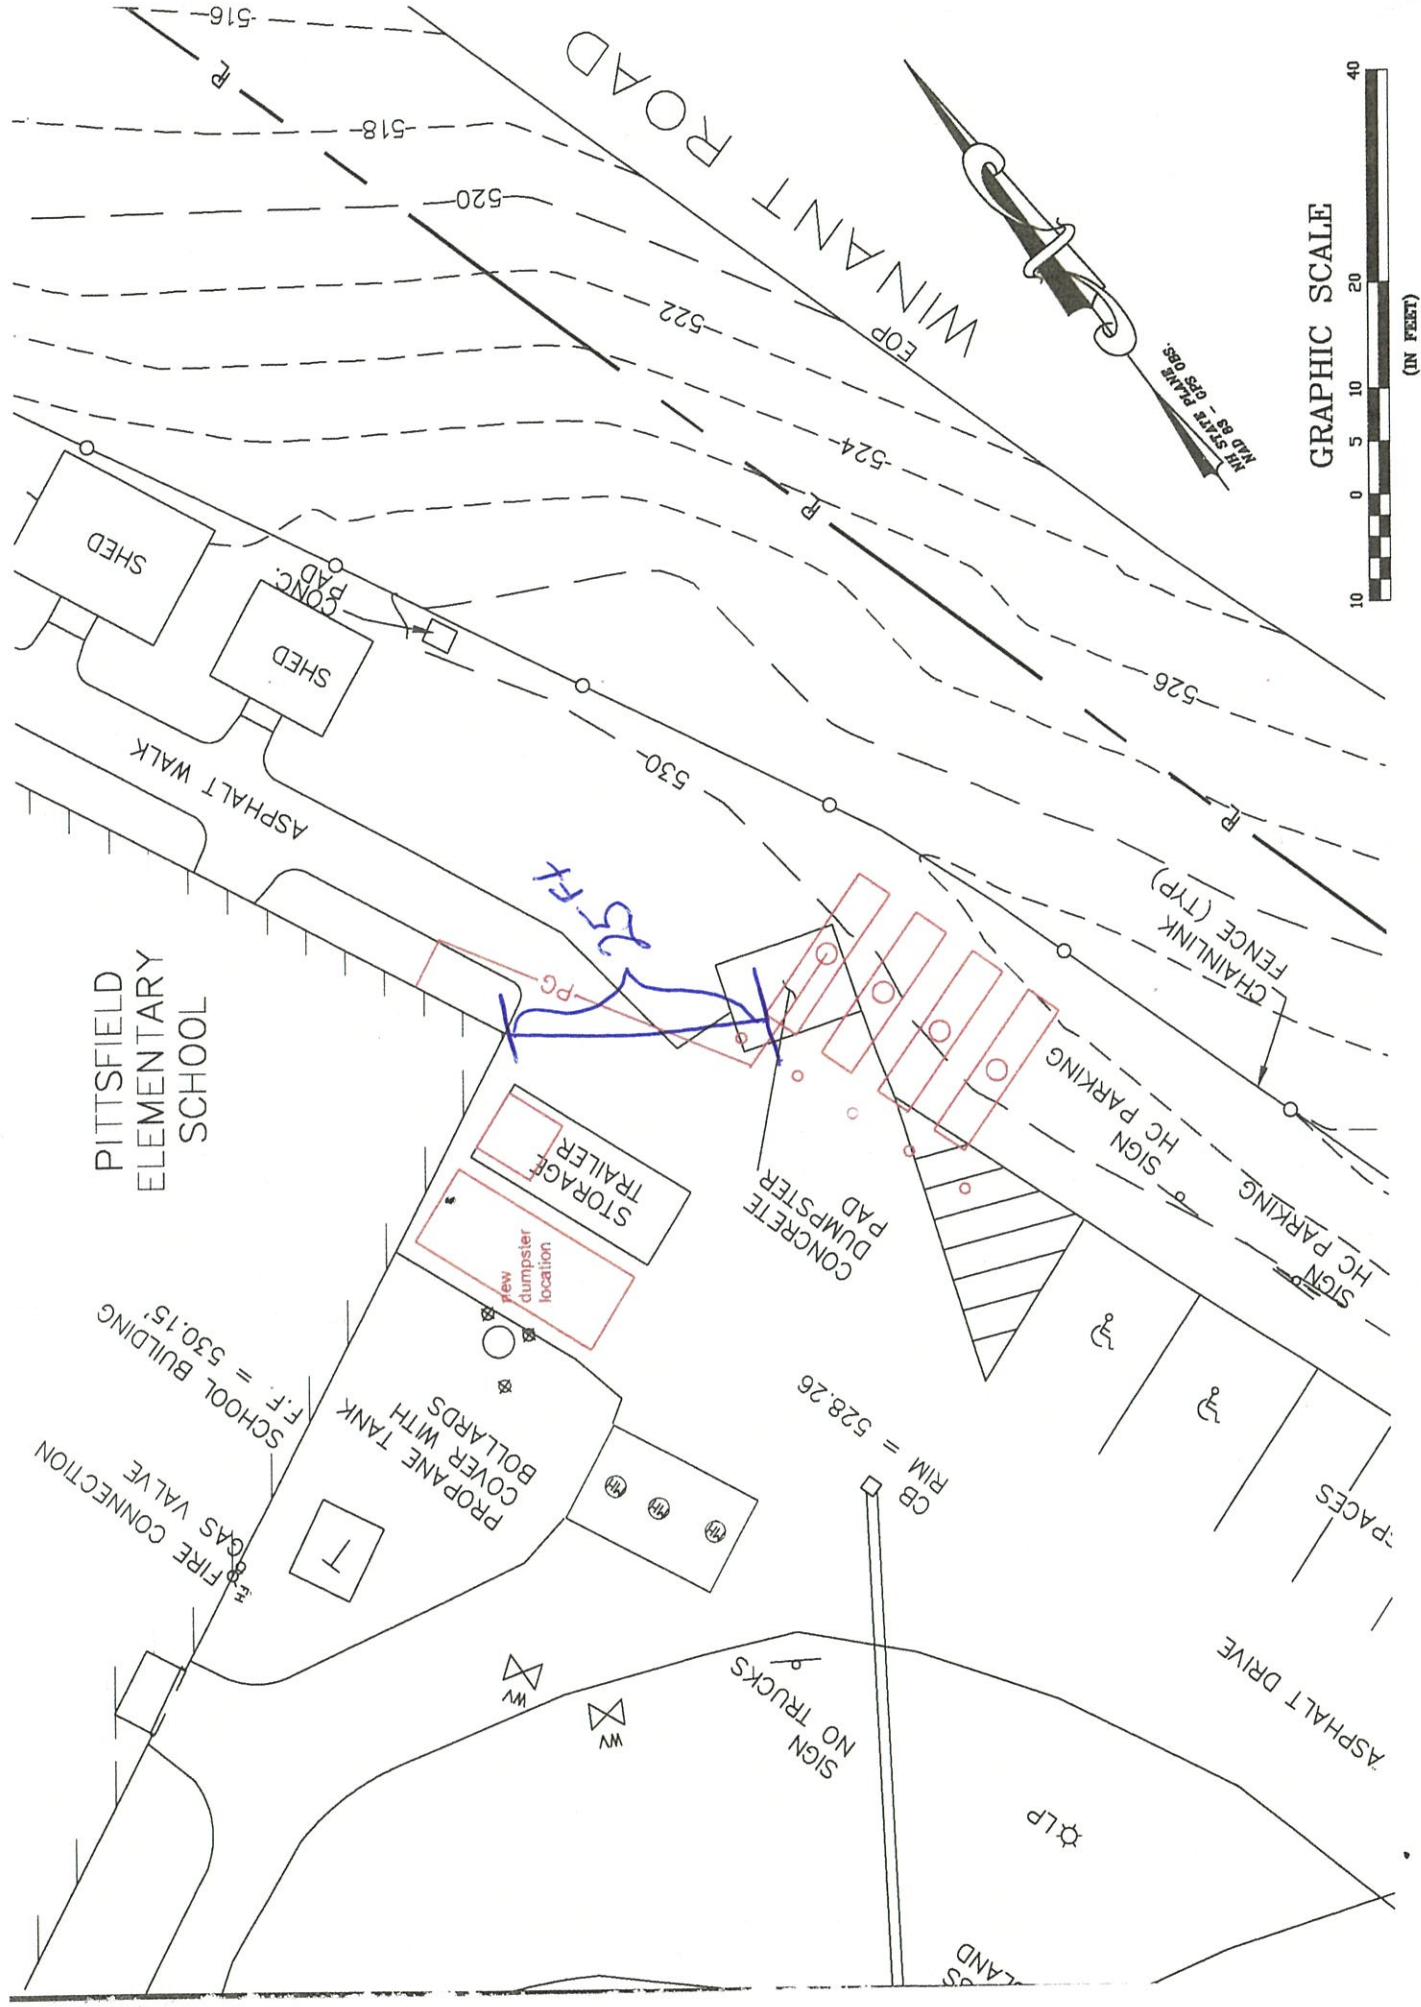 -516-
PL
-518-
-520-
-522-
-524-
-526-
-530-
WINANT ROAD
EOP
NH STATE PLANE
NAD 83 - GPS OBS.
GRAPHIC SCALE
10 0 5 10 20 40
(IN FEET)
SHED
CONC.
PAD
SHED
ASPHALT WALK
PL
PL
25 FT
PITTSFIELD
ELEMENTARY
SCHOOL
-PG-
STORAGE
TRAILER
new
dumpster
location
CONCRETE
DUMPSTER
PAD
CHAINLINK
FENCE (TYP)
SIGN
HC PARKING
SIGN
HC PARKING
SCHOOL BUILDING
F.F. = 530.15'
PROPANE TANK
COVER WITH
BOLLARDS
FIRE CONNECTION
GAS VALVE
T
MH
MH
MH
CB
RIM = 528.26
WV
WV
SIGN
NO TRUCKS
LP
ASPHALT DRIVE